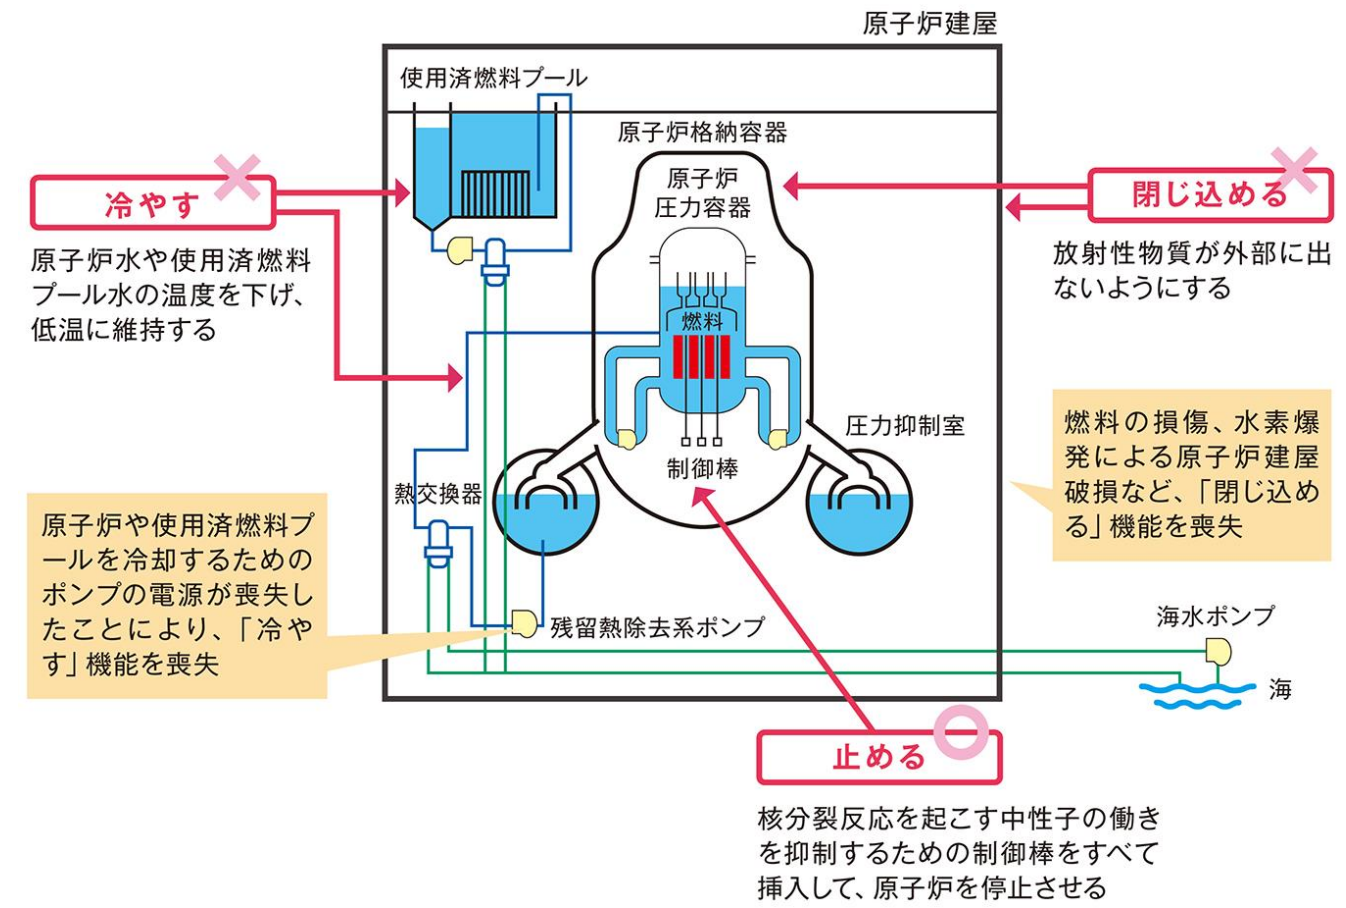 原子炉建屋
使用済燃料プール
原子炉格納容器
原子炉
圧力容器
冷やす
閉じ込める
原子炉水や使用済燃料
プール水の温度を下げ、
低温に維持する
放射性物質が外部に出
ないようにする
燃料
圧力抑制室
制御棒
熱交換器
燃料の損傷、水素爆
発による原子炉建屋
破損など、「閉じ込め
る」機能を喪失
原子炉や使用済燃料プ
ールを冷却するための
ポンプの電源が喪失し
たことにより、「冷や
す」機能を喪失
残留熱除去系ポンプ
海水ポンプ
海
止める
核分裂反応を起こす中性子の働き
を抑制するための制御棒をすべて
挿入して、原子炉を停止させる